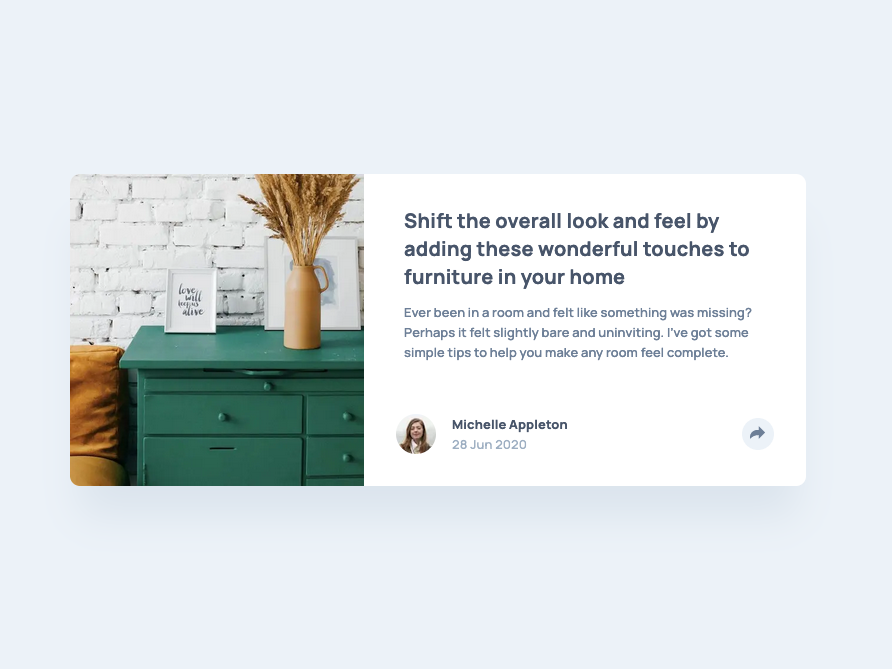 love
will
keep us
alive
Shift the overall look and feel by
adding these wonderful touches to
furniture in your home
Ever been in a room and felt like something was missing?
Perhaps it felt slightly bare and uninviting. I've got some
simple tips to help you make any room feel complete.
Michelle Appleton
28 Jun 2020